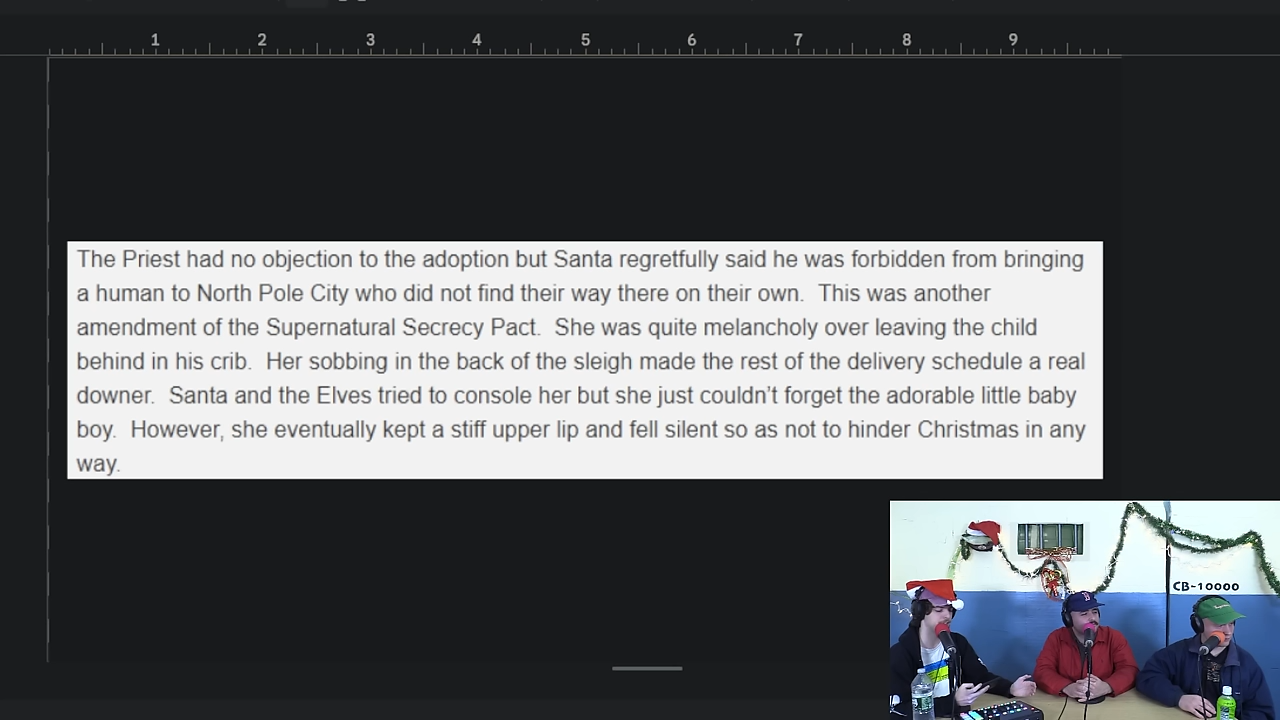 1 2 3 4 5 6 7 8 9
The Priest had no objection to the adoption but Santa regretfully said he was forbidden from bringing
a human to North Pole City who did not find their way there on their own.  This was another
amendment of the Supernatural Secrecy Pact.  She was quite melancholy over leaving the child
behind in his crib.  Her sobbing in the back of the sleigh made the rest of the delivery schedule a real
downer.  Santa and the Elves tried to console her but she just couldn’t forget the adorable little baby
boy.  However, she eventually kept a stiff upper lip and fell silent so as not to hinder Christmas in any
way.
CB-10000